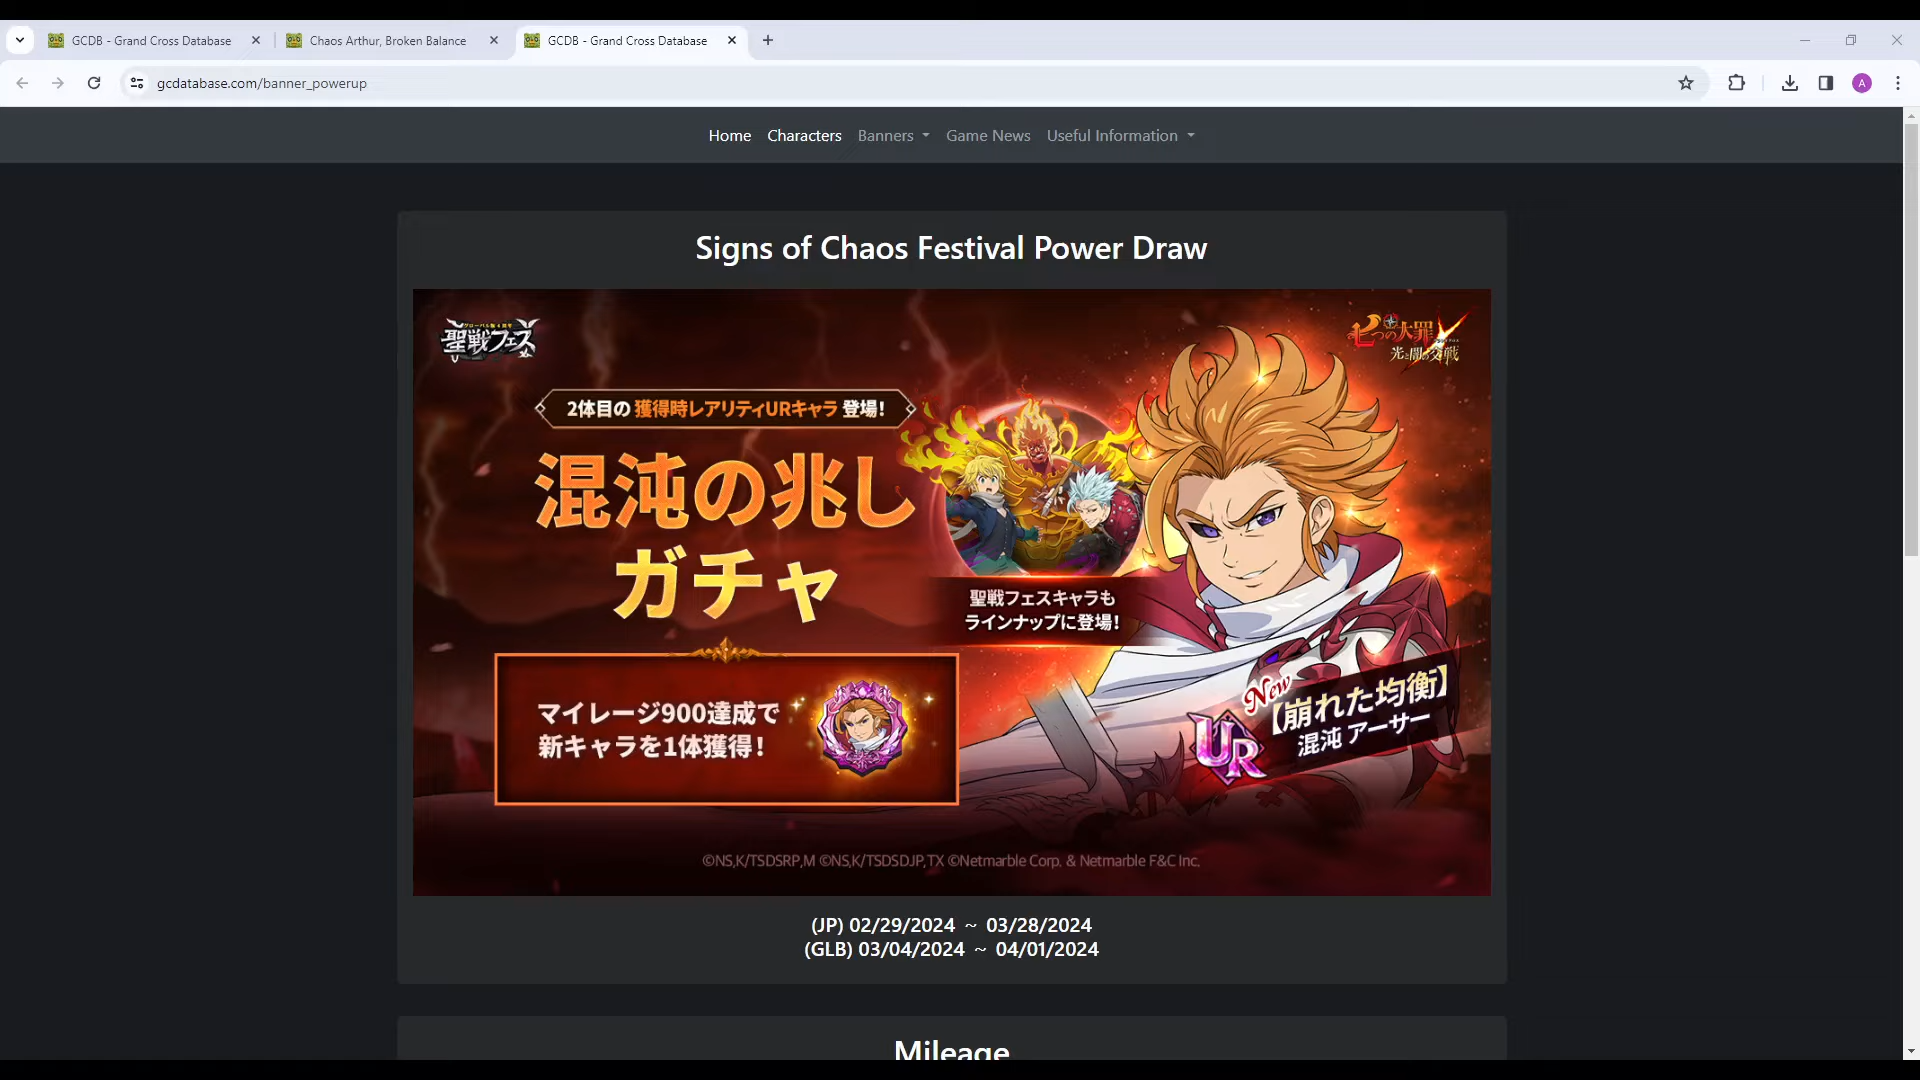 GCDB - Grand Cross Database
Chaos Arthur, Broken Balance
GCDB - Grand Cross Database
gcdatabase.com/banner_powerup
A
Home
Characters
Banners
Game News
Useful Information
Signs of Chaos Festival Power Draw
聖戦フェス
七つの大罪
光と闇の交戦
2体目の 獲得時レアリティURキャラ 登場!
混沌の兆し
ガチャ
聖戦フェスキャラも
ラインナップに登場!
マイレージ900達成で
新キャラを1体獲得!
New
UR
【崩れた均衡】
混沌 アーサー
©NS,K/TSDSRP,M ©NS,K/TSDSDJP,TX ©Netmarble Corp. & Netmarble F&C Inc.
(JP) 02/29/2024 ~ 03/28/2024
(GLB) 03/04/2024 ~ 04/01/2024
Mileage